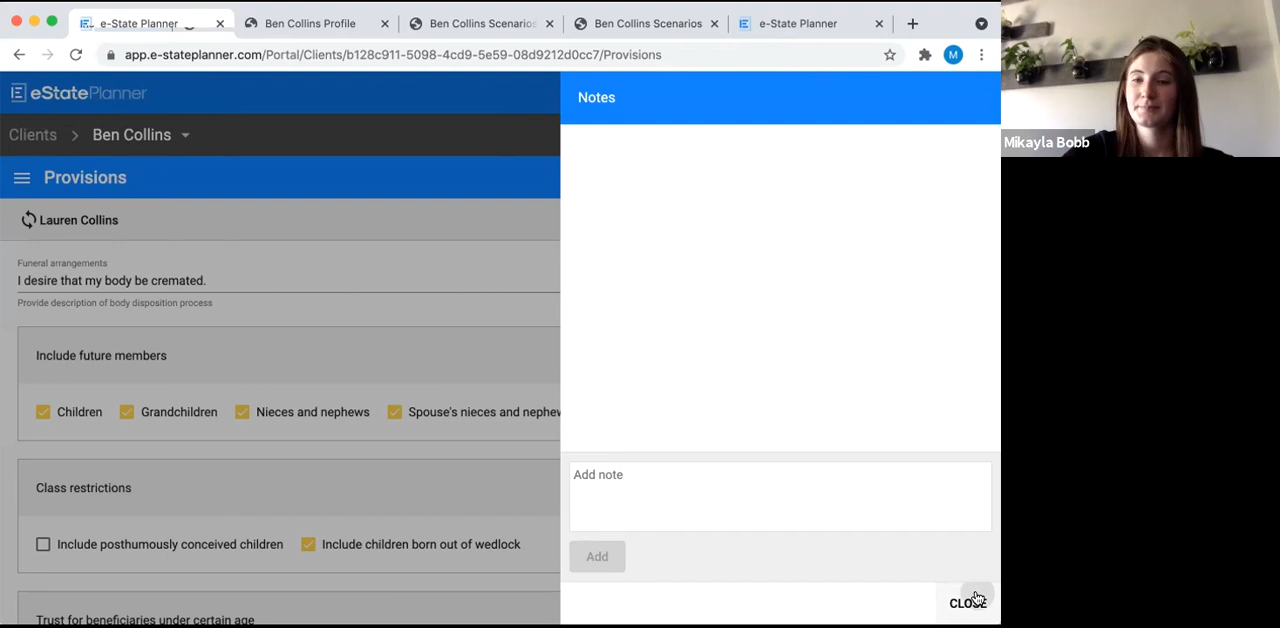 e-State Planner
Ben Collins Profile
Ben Collins Scenarios
Ben Collins Scenarios
e-State Planner
app.e-stateplanner.com/Portal/Clients/b128c911-5098-4cd9-5e59-08d9212d0cc7/Provisions
M
eStatePlanner
Notes
Clients > Ben Collins
Mikayla Bobb
Provisions
Lauren Collins
Funeral arrangements
I desire that my body be cremated.
Provide description of body disposition process
Include future members
Children Grandchildren Nieces and nephews Spouse's nieces and nephew
Add note
Class restrictions
Include posthumously conceived children Include children born out of wedlock
Add
CLOSE
Trust for beneficiaries under certain age